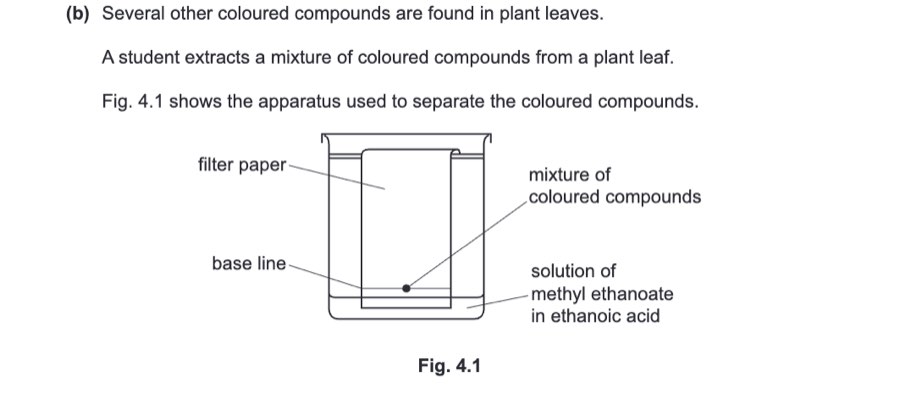 (b) Several other coloured compounds are found in plant leaves.
A student extracts a mixture of coloured compounds from a plant leaf.
Fig. 4.1 shows the apparatus used to separate the coloured compounds.
filter paper
mixture of
coloured compounds
base line
solution of
methyl ethanoate
in ethanoic acid
Fig. 4.1